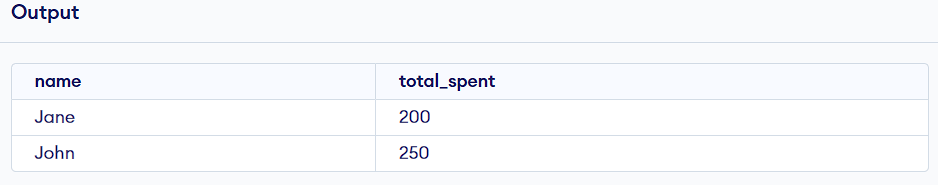 Output
name total_spent
Jane 200
John 250